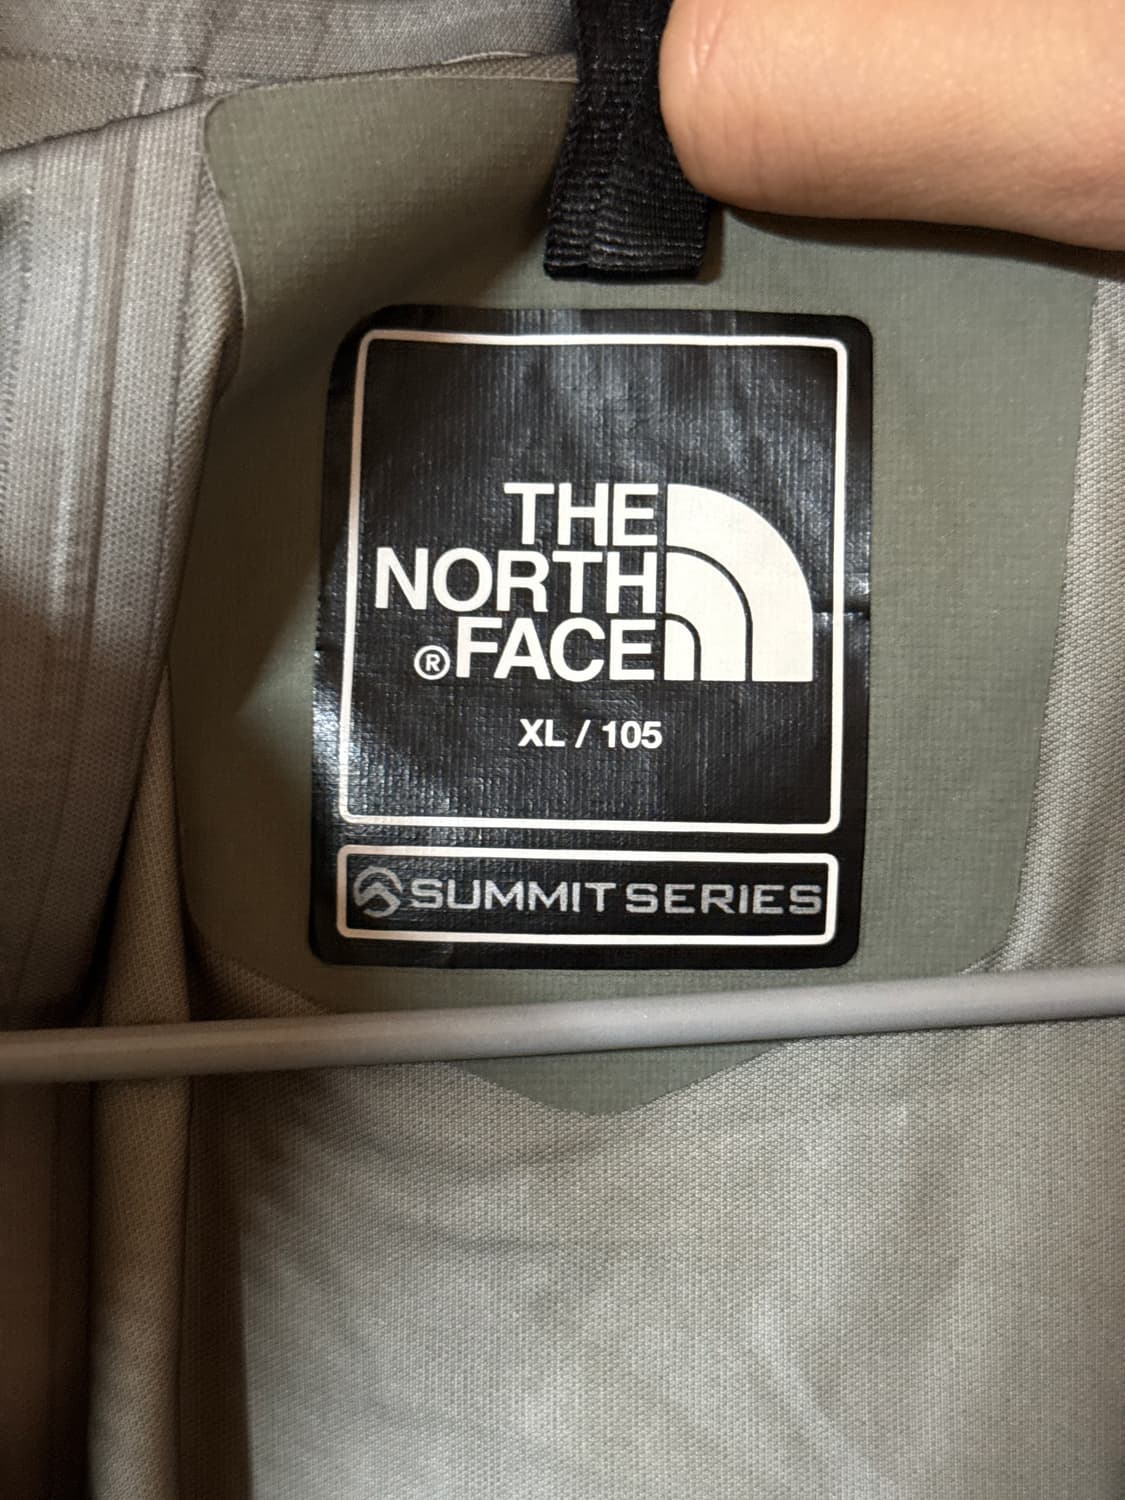 THE
NORTH
®FACE
XL / 105
SUMMIT SERIES